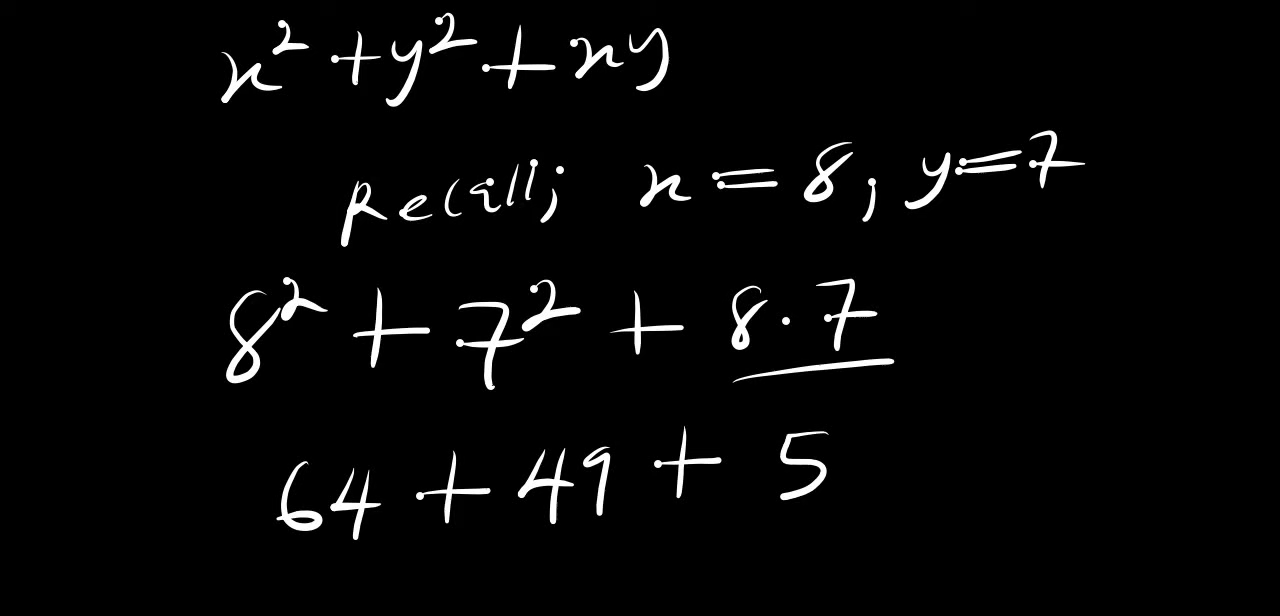 x² + y² + xy
Recall; x = 8, y = 7
8² + 7² + 8·7
64 + 49 + 5